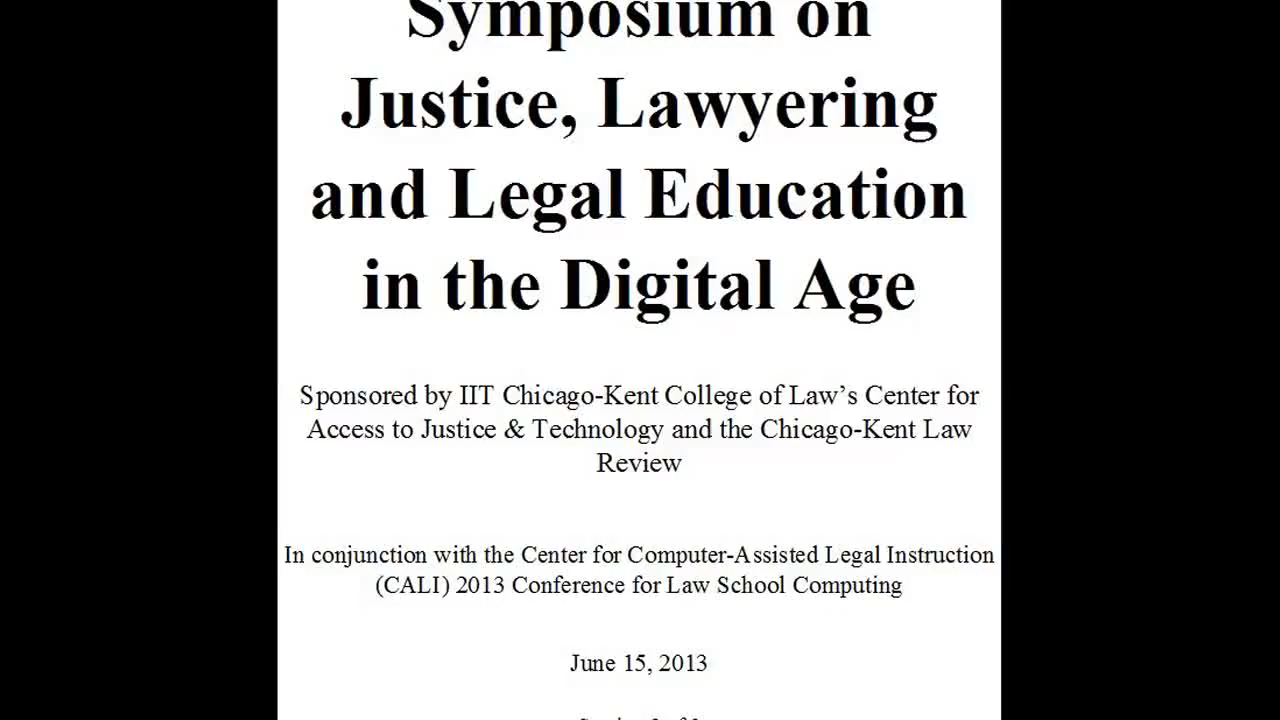 Symposium on
Justice, Lawyering
and Legal Education
in the Digital Age
Sponsored by IIT Chicago-Kent College of Law’s Center for
Access to Justice & Technology and the Chicago-Kent Law
Review
In conjunction with the Center for Computer-Assisted Legal Instruction
(CALI) 2013 Conference for Law School Computing
June 15, 2013